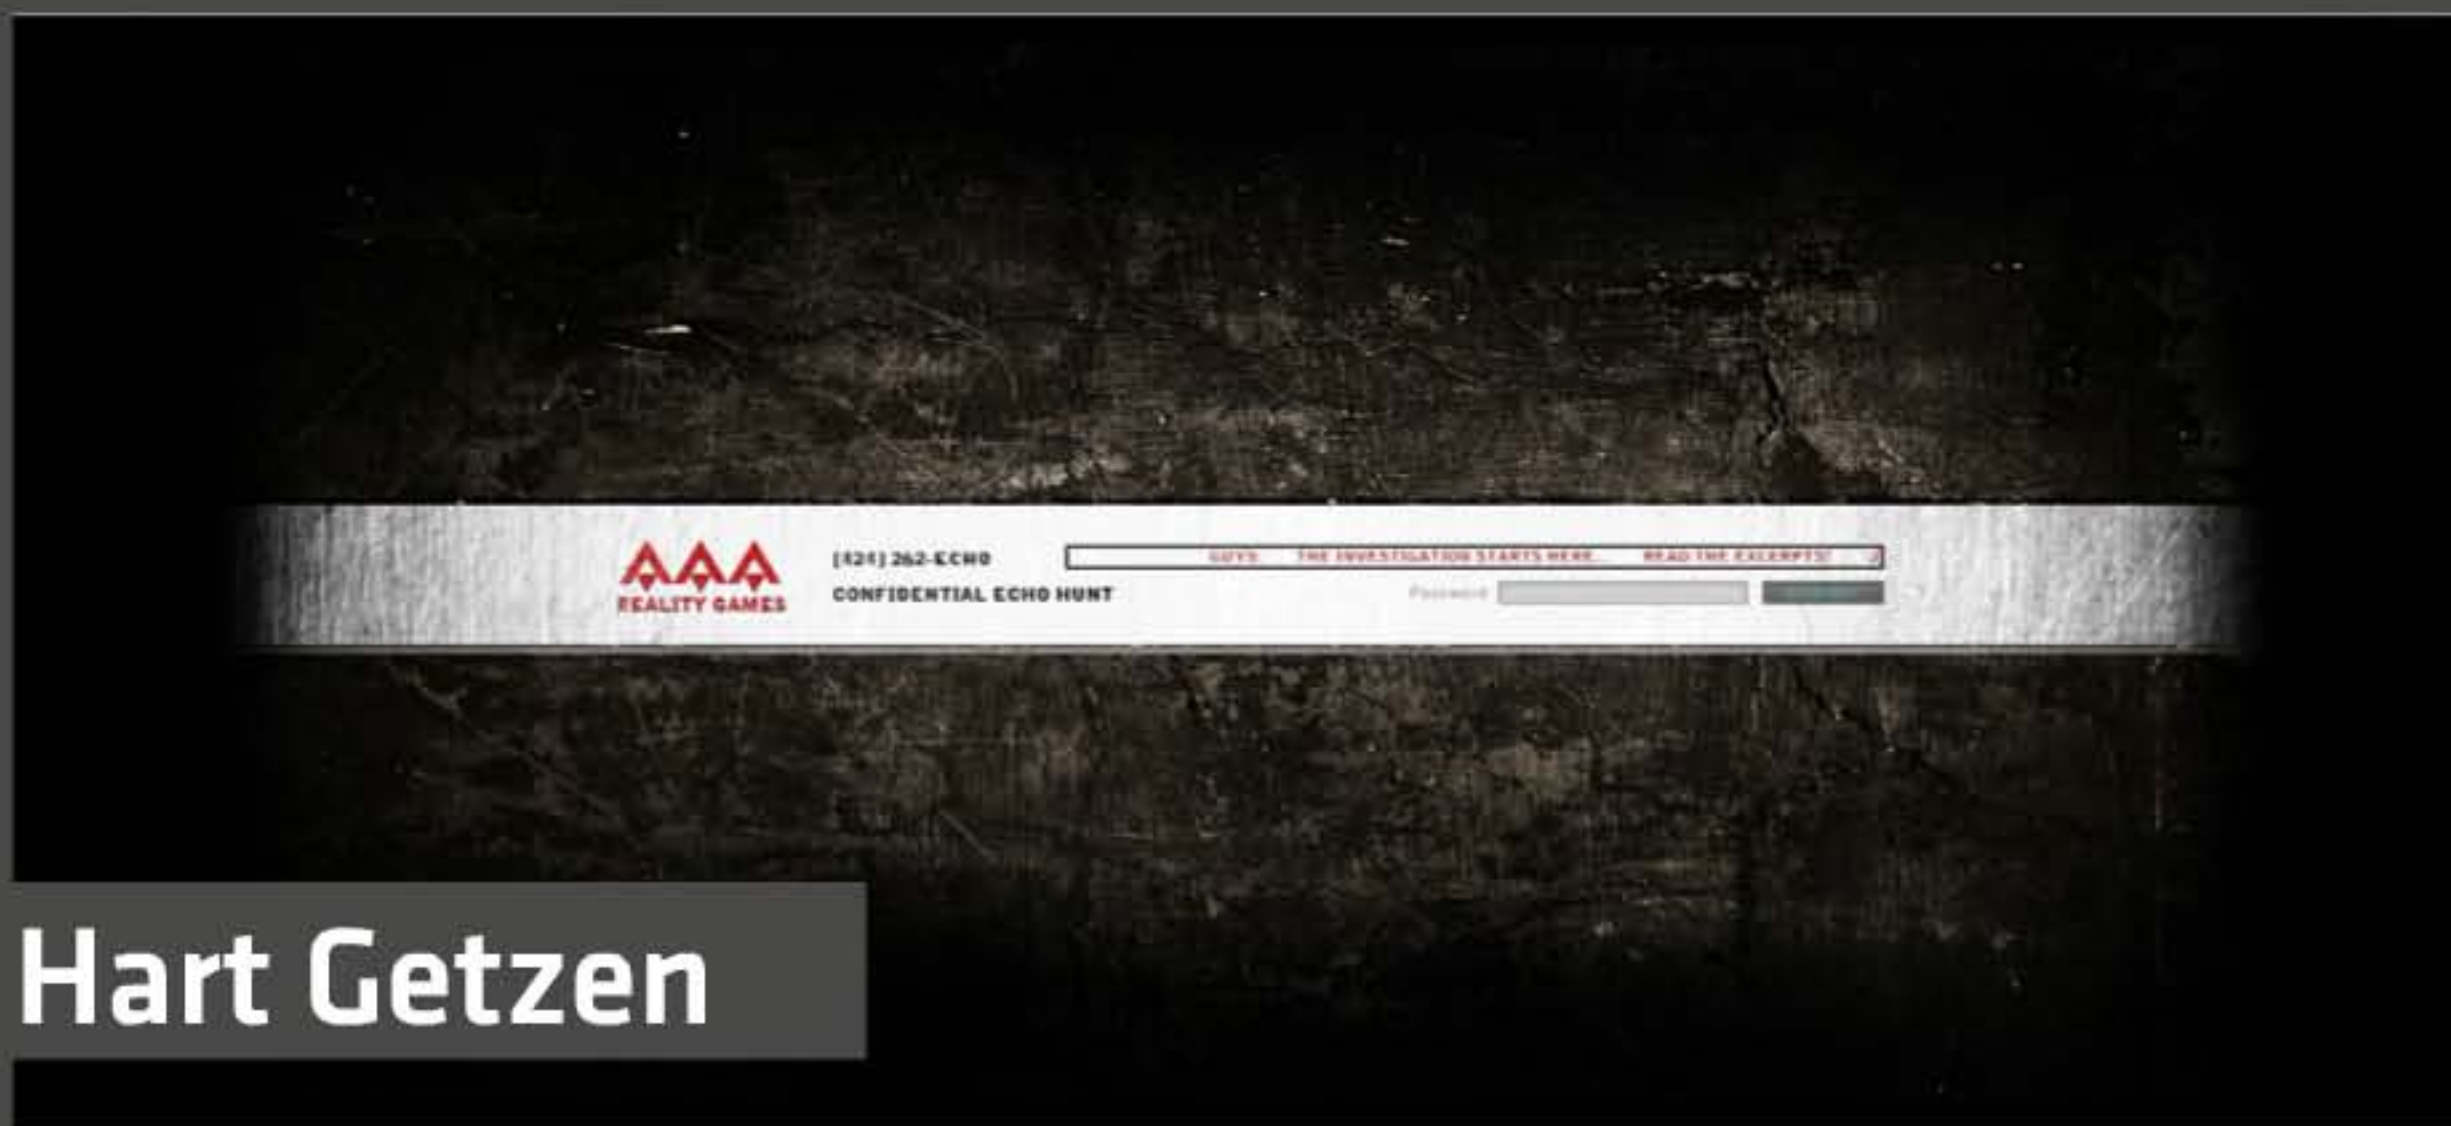 AAA
REALITY GAMES
(424) 262-ECHO
CONFIDENTIAL ECHO HUNT
GUYS THE INVESTIGATION STARTS HERE. READ THE EXCERPTS!
Password
Hart Getzen